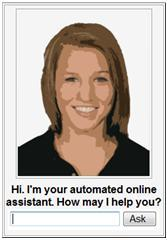 Hi. I'm your automated online
assistant. How may I help you?
Ask